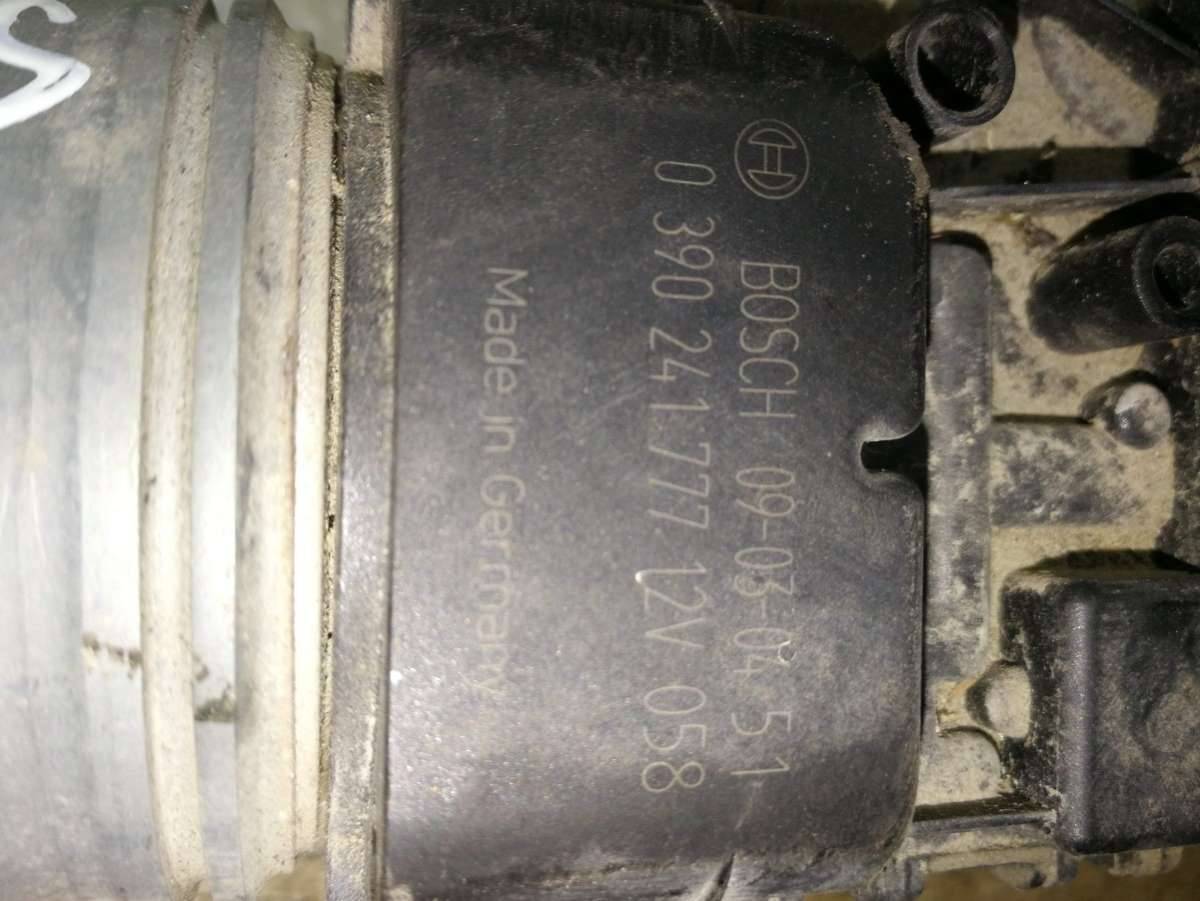 BOSCH 09-03-04 51
0 390 241 777 12V 058
Made in Germany